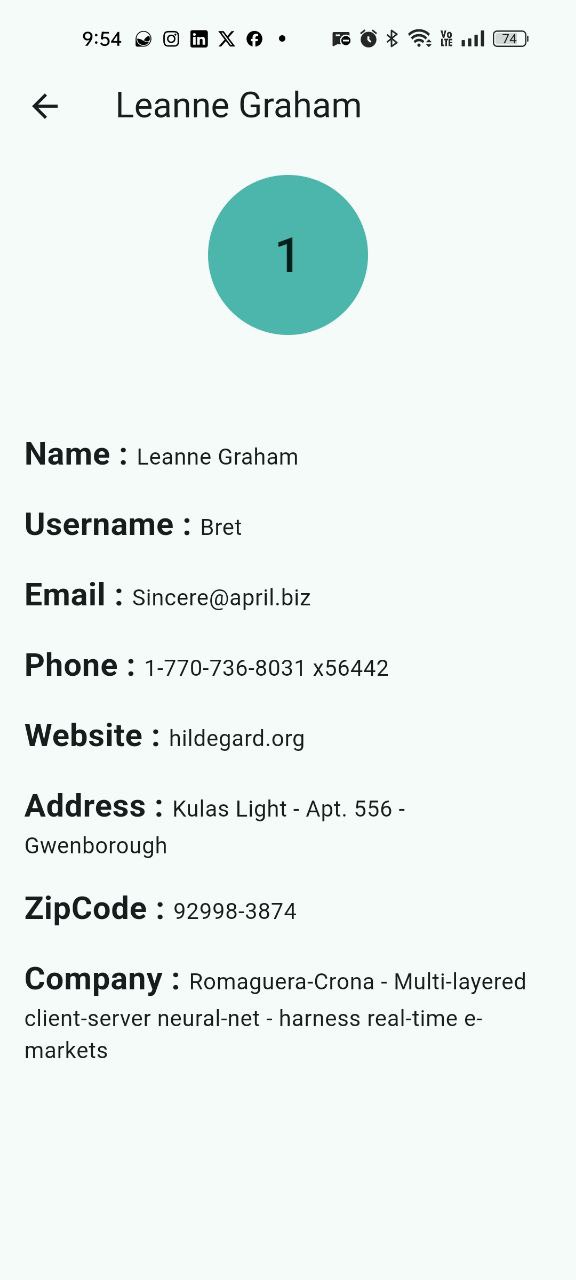 9:54
Vo
LTE
74
Leanne Graham
1
Name : Leanne Graham
Username : Bret
Email : Sincere@april.biz
Phone : 1-770-736-8031 x56442
Website : hildegard.org
Address : Kulas Light - Apt. 556 -
Gwenborough
ZipCode : 92998-3874
Company : Romaguera-Crona - Multi-layered
client-server neural-net - harness real-time e-
markets